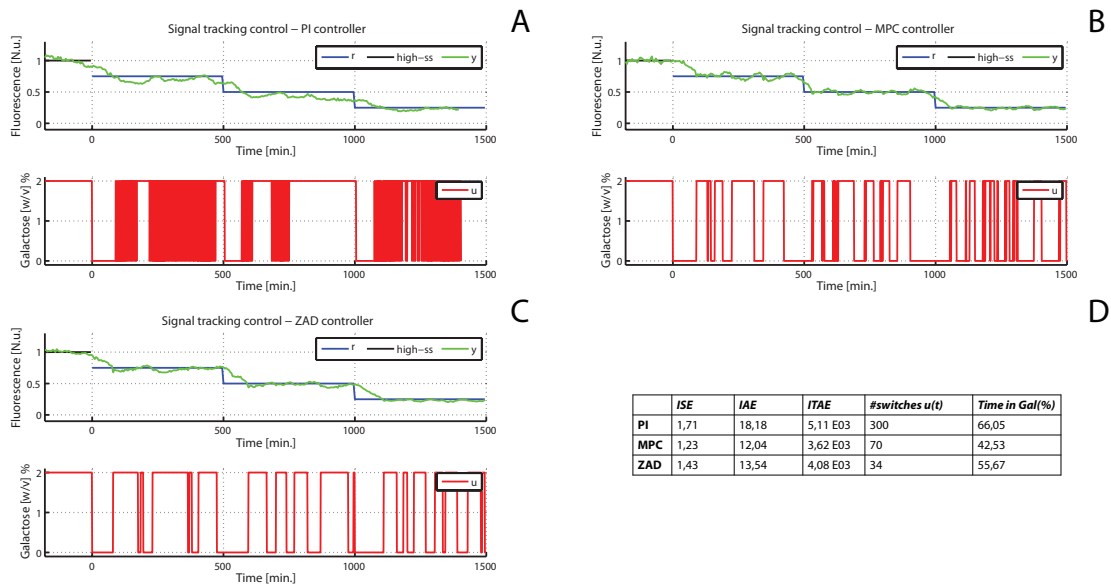 A
Signal tracking control – PI controller
r high-ss y
Fluorescence [N.u.]
1
0.5
0
0 500 1000 1500
Time [min.]
u
Galactose [w/v] %
2
1
0
0 500 1000 1500
Time [min.]
B
Signal tracking control – MPC controller
r high-ss y
Fluorescence [N.u.]
1
0.5
0
0 500 1000 1500
Time [min.]
u
Galactose [w/v] %
2
1
0
0 500 1000 1500
Time [min.]
C
Signal tracking control – ZAD controller
r high-ss y
Fluorescence [N.u.]
1
0.5
0
0 500 1000 1500
Time [min.]
u
Galactose [w/v] %
2
1
0
0 500 1000 1500
Time [min.]
D
ISE IAE ITAE #switches u(t) Time in Gal(%)
PI 1,71 18,18 5,11 E03 300 66,05
MPC 1,23 12,04 3,62 E03 70 42,53
ZAD 1,43 13,54 4,08 E03 34 55,67